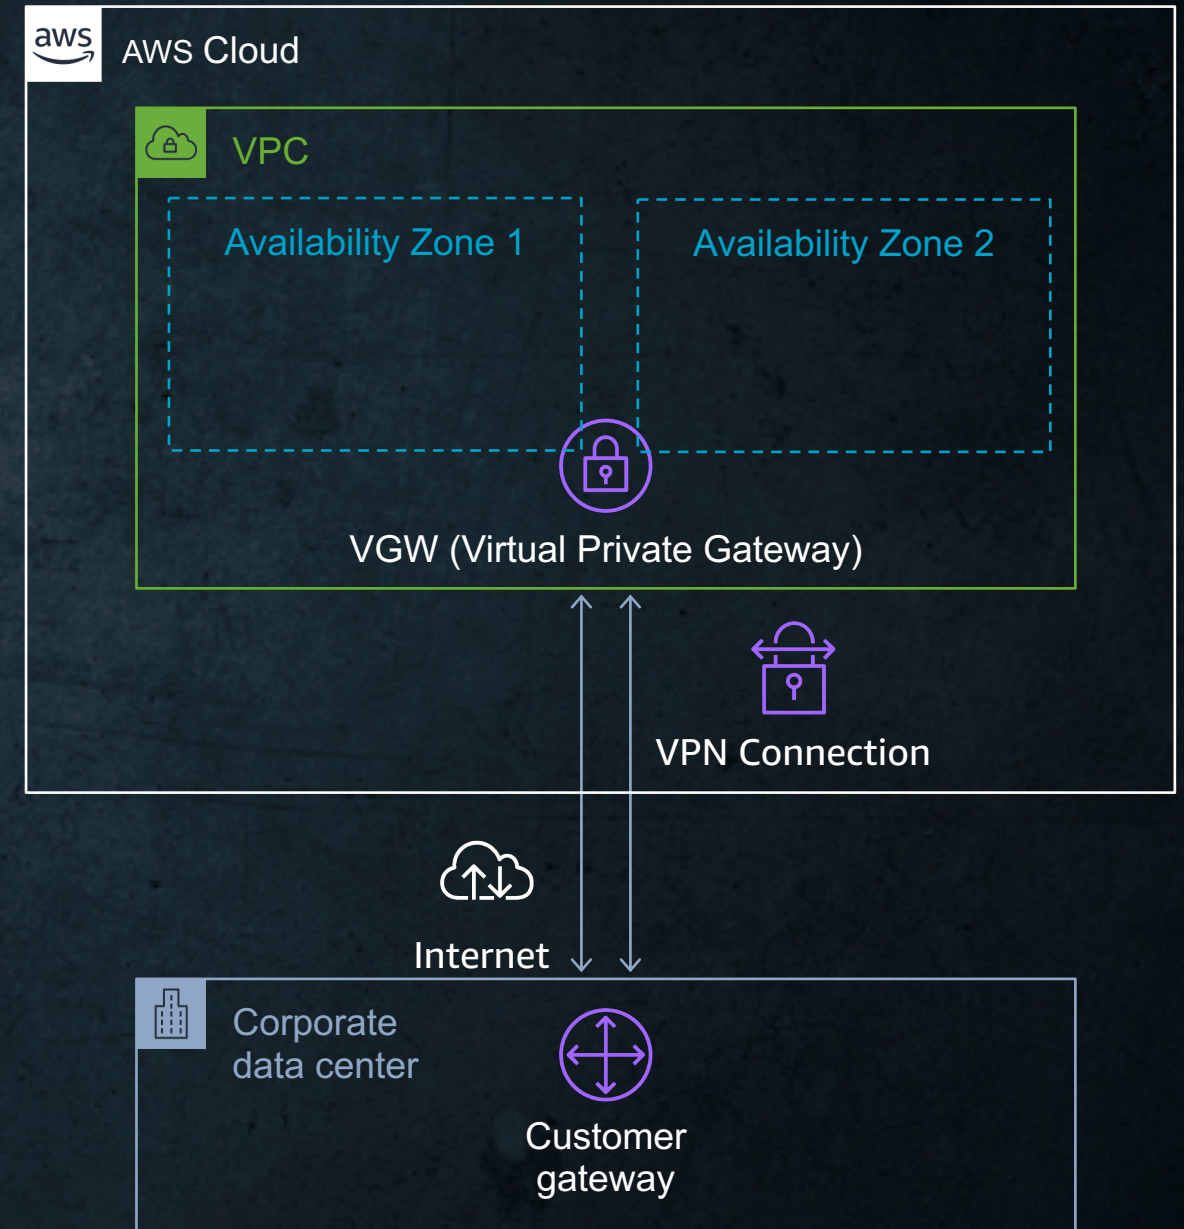 aws
AWS Cloud
VPC
Availability Zone 1
Availability Zone 2
VGW (Virtual Private Gateway)
VPN Connection
Internet
Corporate
data center
Customer
gateway